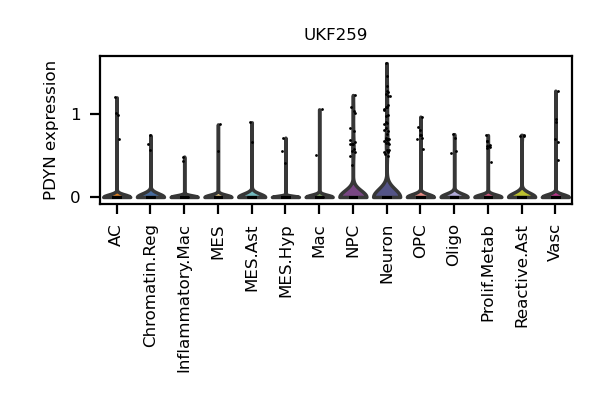 UKF259
PDYN expression
1
0
AC
Chromatin.Reg
Inflammatory.Mac
MES
MES.Ast
MES.Hyp
Mac
NPC
Neuron
OPC
Oligo
Prolif.Metab
Reactive.Ast
Vasc